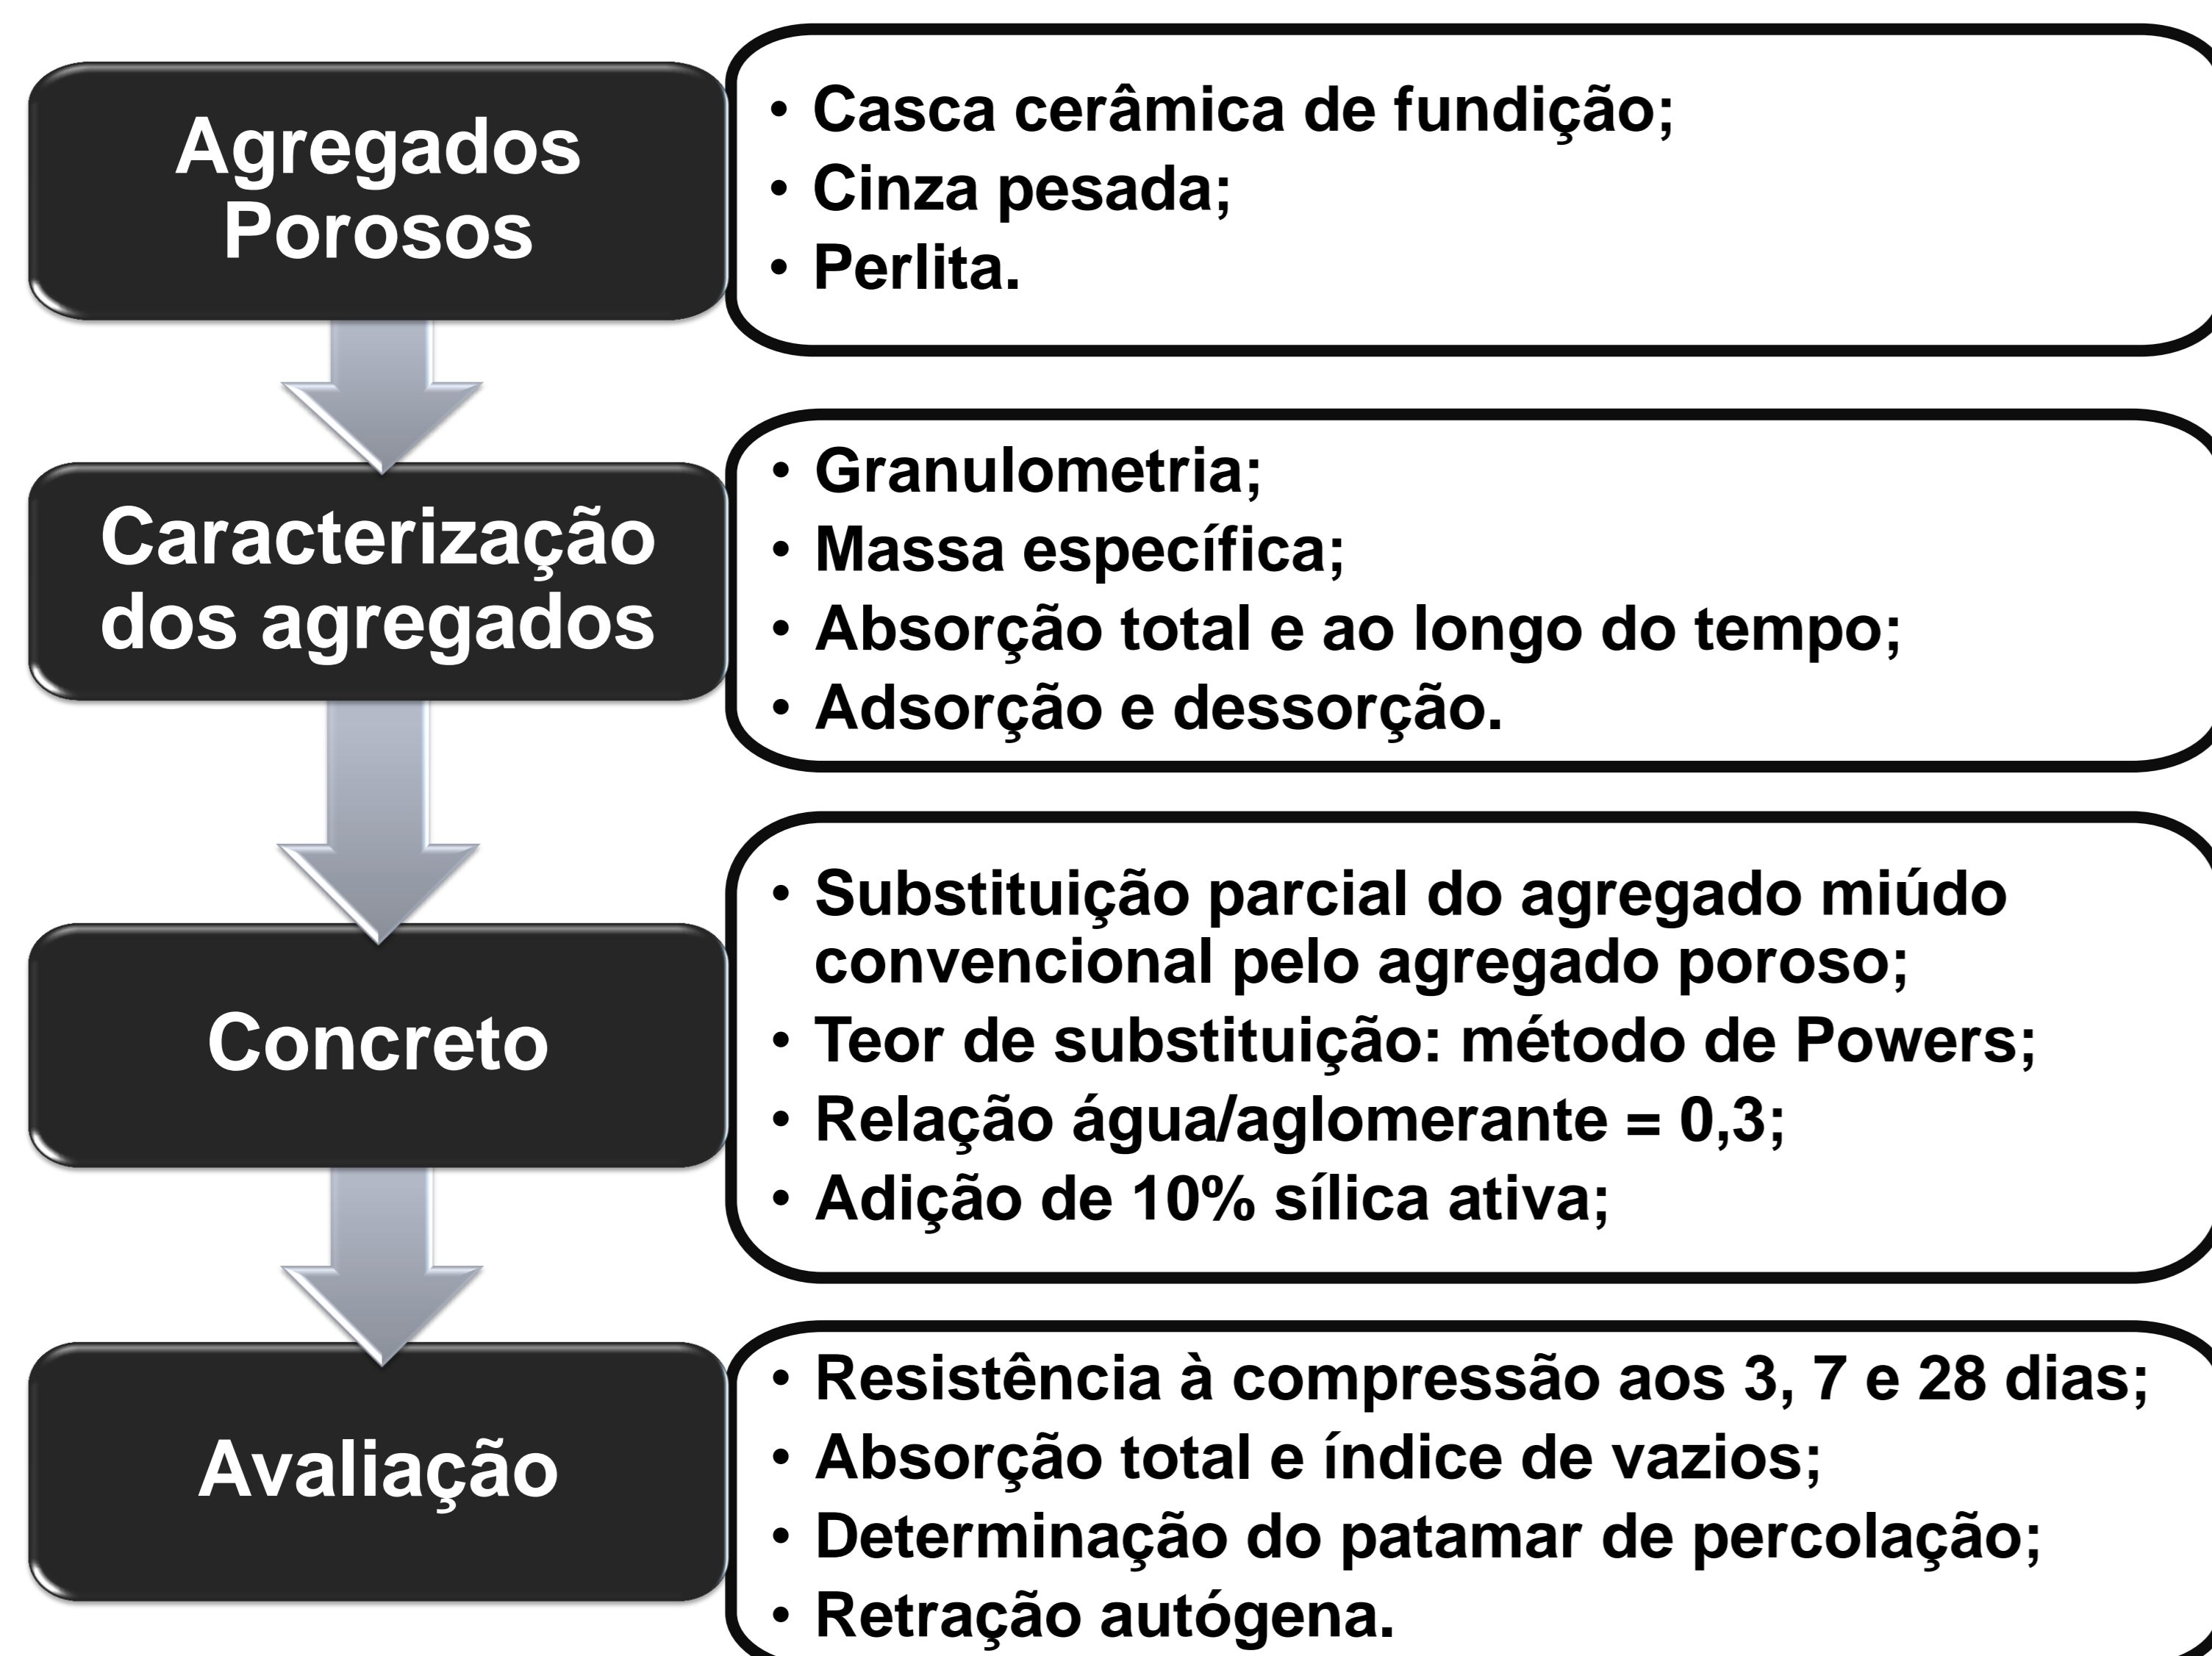 Agregados
Porosos
• Casca cerâmica de fundição;
• Cinza pesada;
• Perlita.
Caracterização
dos agregados
• Granulometria;
• Massa específica;
• Absorção total e ao longo do tempo;
• Adsorção e dessorção.
Concreto
• Substituição parcial do agregado miúdo
convencional pelo agregado poroso;
• Teor de substituição: método de Powers;
• Relação água/aglomerante = 0,3;
• Adição de 10% sílica ativa;
Avaliação
• Resistência à compressão aos 3, 7 e 28 dias;
• Absorção total e índice de vazios;
• Determinação do patamar de percolação;
• Retração autógena.